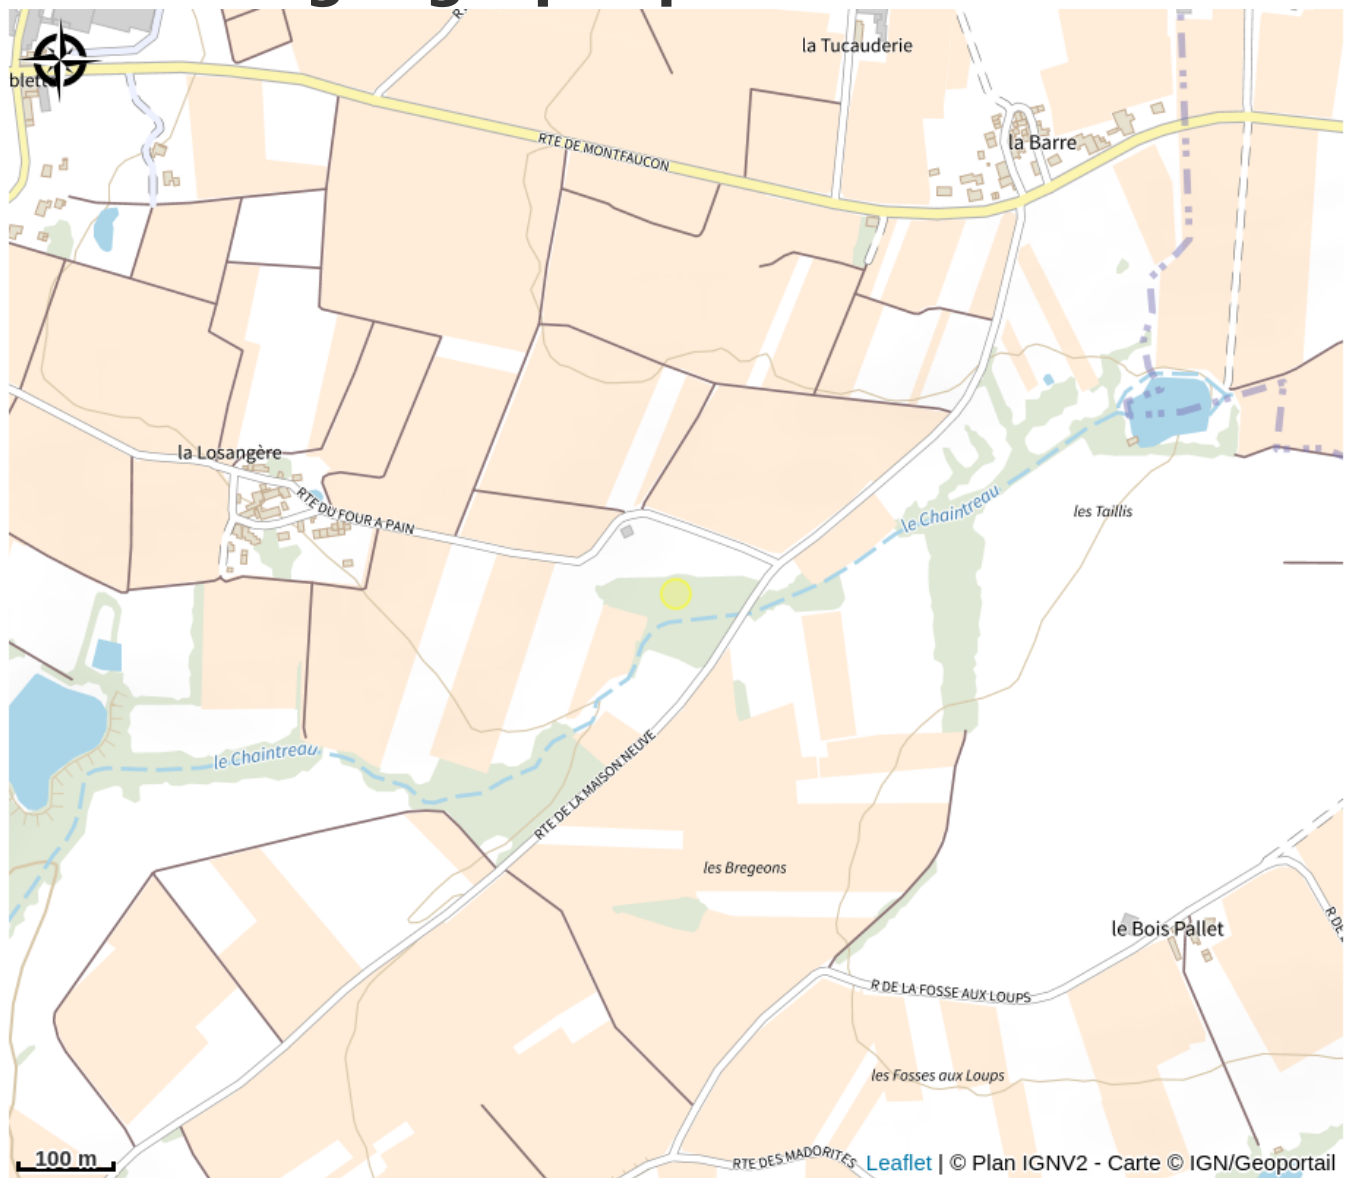 la Tucauderie
la Barre
RTE DE MONTFAUCON
la Losangère
RTE DU FOUR A PAIN
le Chaintreau
les Taillis
le Chaintreau
RTE DE LA MAISON NEUVE
les Bregeons
le Bois Pallet
R DE LA FOSSE AUX LOUPS
les Fosses aux Loups
RTE DES MADORITES
100 m
Leaflet | © Plan IGNV2 - Carte © IGN/Geoportail